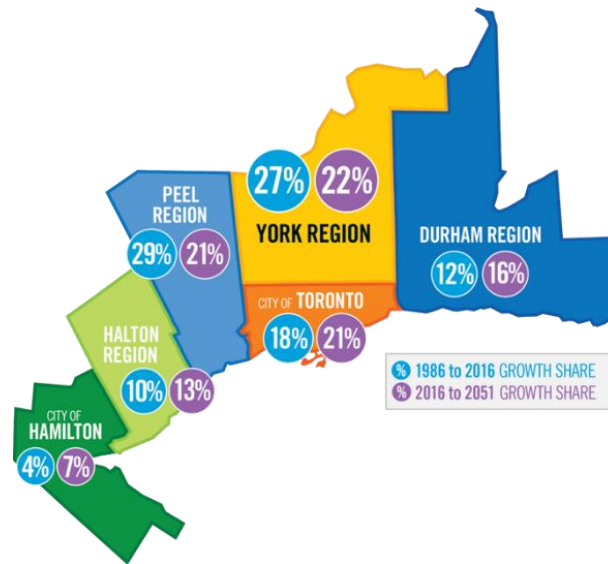 27% 22%
YORK REGION
PEEL
REGION
29% 21%
DURHAM REGION
12% 16%
CITY OF TORONTO
18% 21%
HALTON
REGION
10% 13%
CITY OF
HAMILTON
4% 7%
% 1986 to 2016 GROWTH SHARE
% 2016 to 2051 GROWTH SHARE